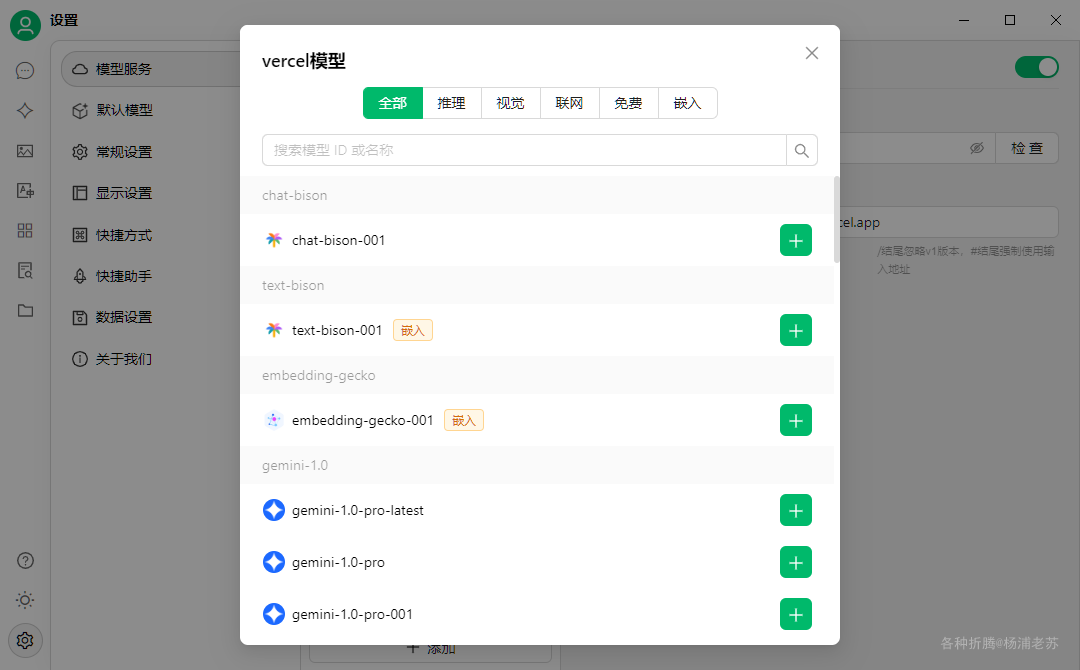 设置
模型服务
默认模型
常规设置
显示设置
快捷方式
快捷助手
数据设置
关于我们
vercel模型
全部
推理
视觉
联网
免费
嵌入
搜索模型 ID 或名称
chat-bison
chat-bison-001
text-bison
text-bison-001 嵌入
embedding-gecko
embedding-gecko-001 嵌入
gemini-1.0
gemini-1.0-pro-latest
gemini-1.0-pro
gemini-1.0-pro-001
检 查
cel.app
/结尾忽略v1版本，#结尾强制使用输
入地址
添加
各种折腾@杨浦老苏